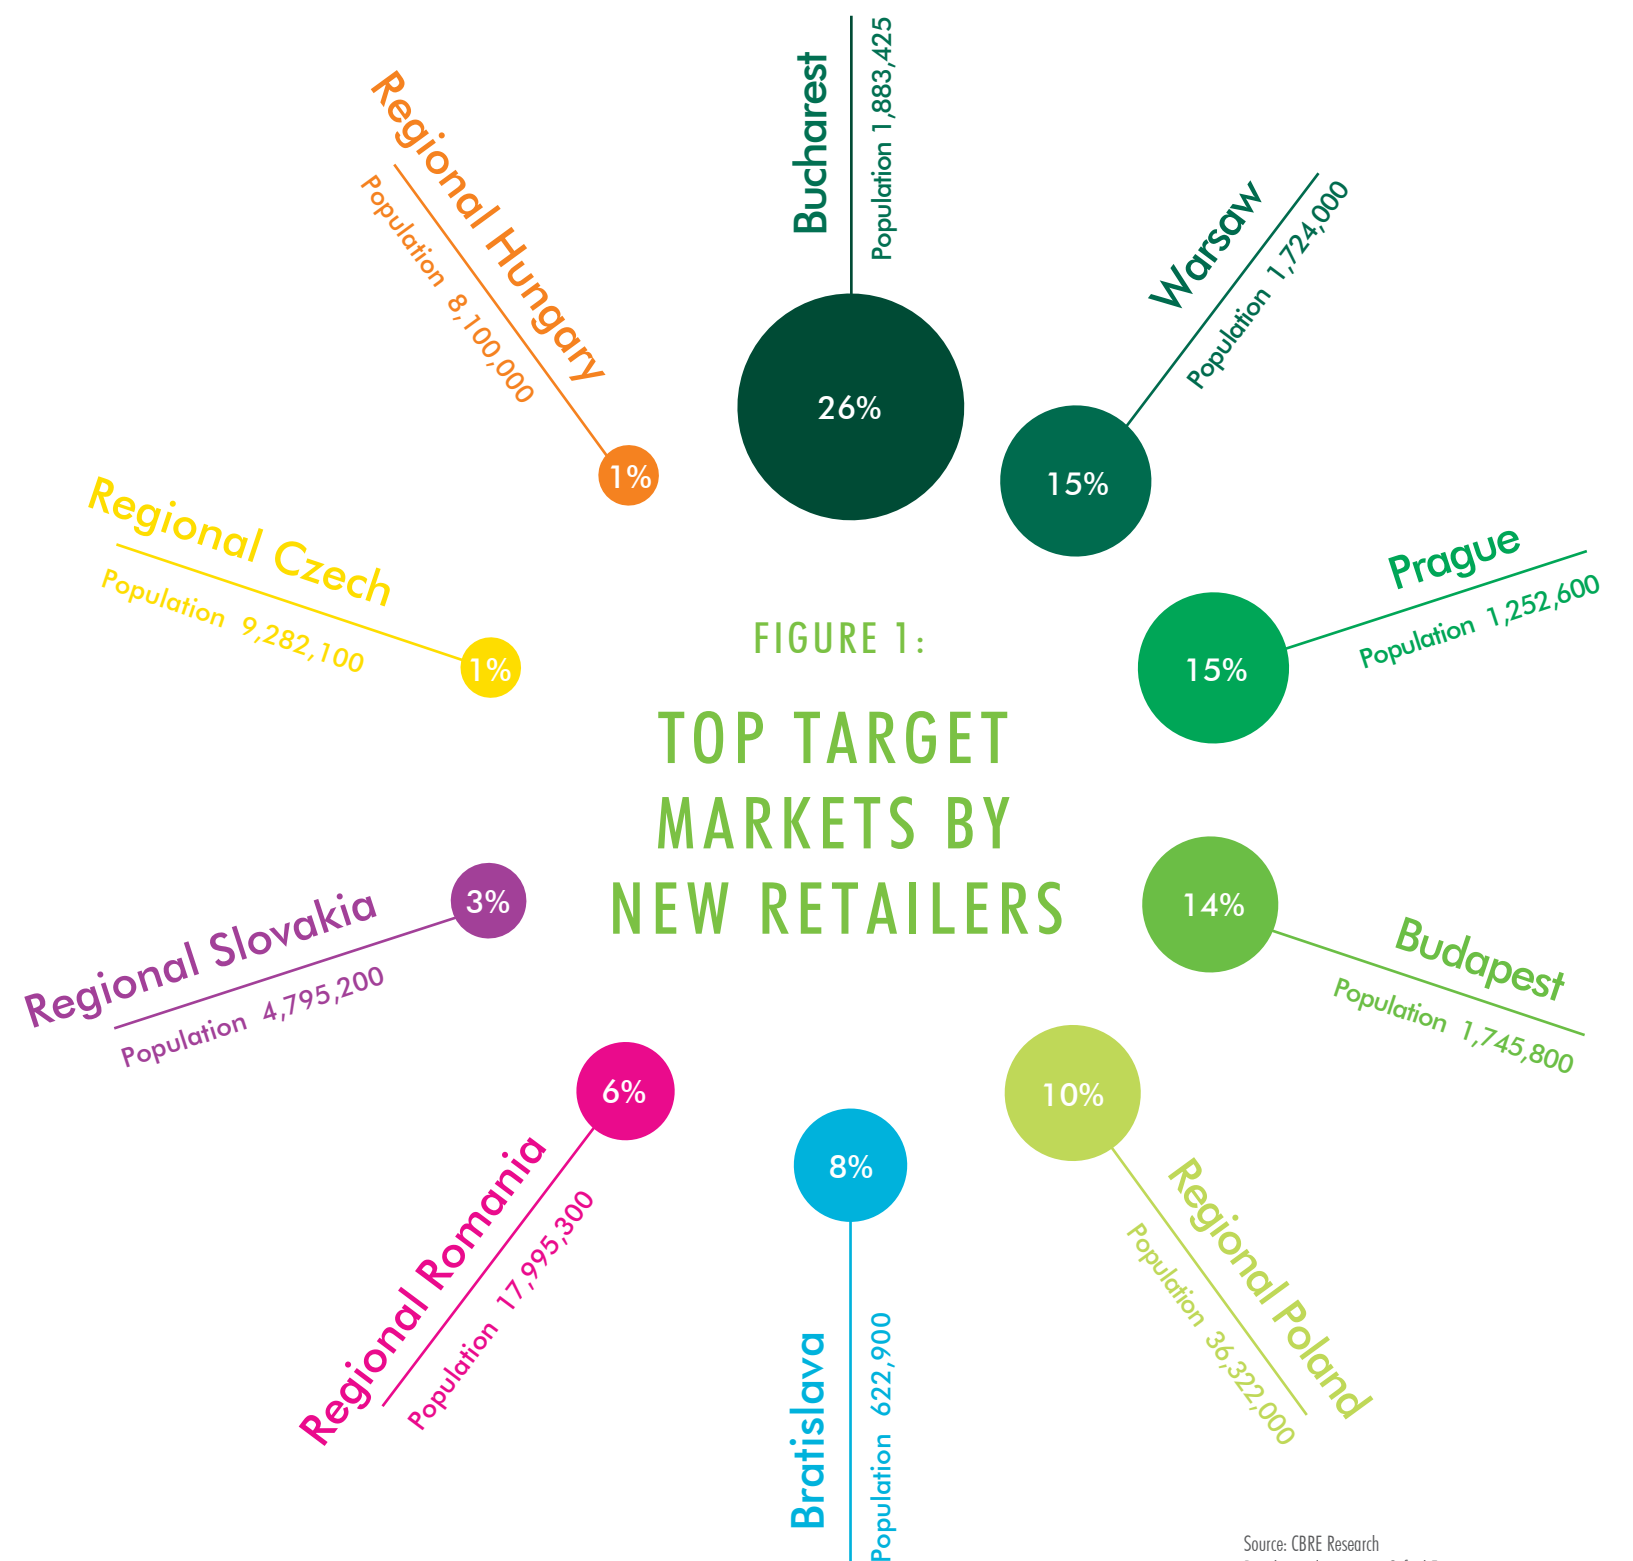 FIGURE 1:
TOP TARGET
MARKETS BY
NEW RETAILERS
Bucharest
Population 1,883,425
26%
Warsaw
Population 1,724,000
15%
Prague
Population 1,252,600
15%
Budapest
Population 1,745,800
14%
Regional Poland
Population 36,322,000
10%
Bratislava
Population 622,900
8%
Regional Romania
Population 17,995,300
6%
Regional Slovakia
Population 4,795,200
3%
Regional Czech
Population 9,282,100
1%
Regional Hungary
Population 8,100,000
1%
Source: CBRE Research